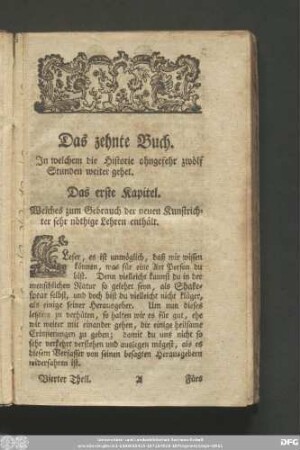 Das zehnte Buch.
In welchem die Historie ohngefehr zwölf
Stunden weiter gehet.
Das erste Kapitel.
Welches zum Gebrauch der neuen Kunstrich-
ter sehr nöthige Lehren enthält.
Leser, es ist unmöglich, daß wir wissen
können, was für eine Art Person du
bist. Denn vielleicht kannst du in der
menschlichen Natur so gelehrt seyn, als Shake-
spear selbst, und doch bist du vielleicht nicht klüger,
als einige seiner Herausgeber. Um nun dieses
letztere zu verhüten, so halten wir es für gut, ehe
wir weiter mit einander gehen, dir einige heilsame
Erinnerungen zu geben; damit du uns nicht so
sehr verkehrt verstehen und auslegen mögest, als es
diesem Verfasser von seinen besagten Herausgebern
widerfahren ist.
Vierter Theil. A Fürs
DFG